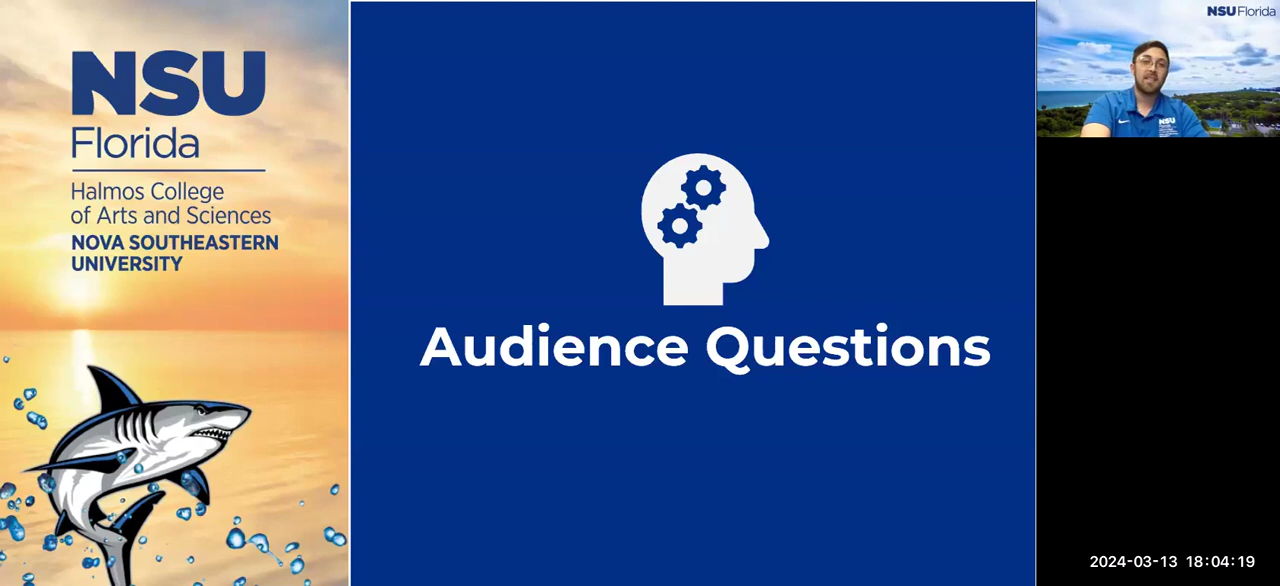 NSU
Florida
Halmos College
of Arts and Sciences
NOVA SOUTHEASTERN
UNIVERSITY
Audience Questions
NSU Florida
NSU
2024-03-13 18:04:19